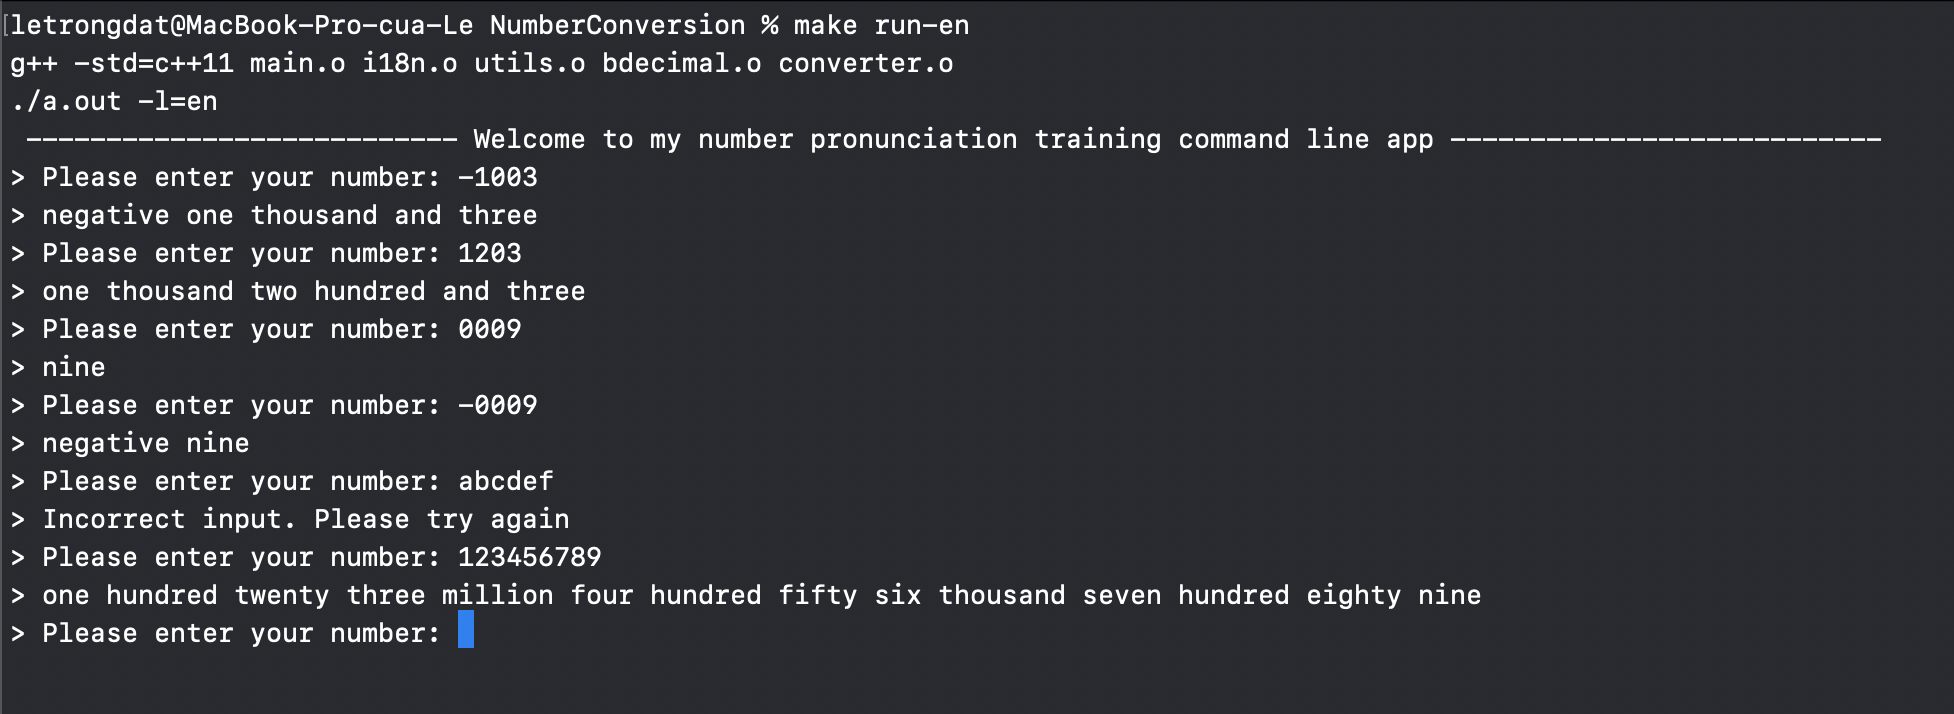 [letrongdat@MacBook-Pro-cua-Le NumberConversion % make run-en
g++ -std=c++11 main.o i18n.o utils.o bdecimal.o converter.o
./a.out -l=en
--------------------------- Welcome to my number pronunciation training command line app ---------------------------
> Please enter your number: -1003
> negative one thousand and three
> Please enter your number: 1203
> one thousand two hundred and three
> Please enter your number: 0009
> nine
> Please enter your number: -0009
> negative nine
> Please enter your number: abcdef
> Incorrect input. Please try again
> Please enter your number: 123456789
> one hundred twenty three million four hundred fifty six thousand seven hundred eighty nine
> Please enter your number: